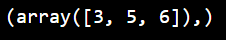 (array([3, 5, 6]),)